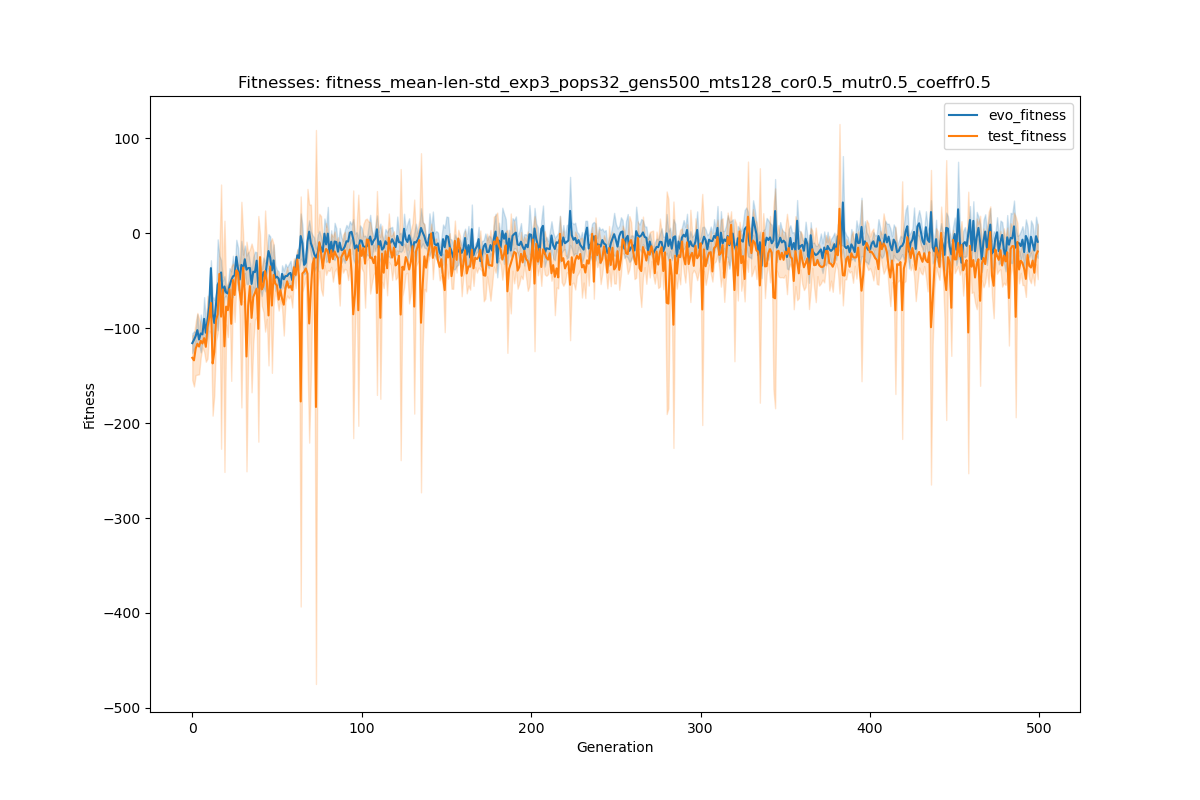 Fitnesses: fitness_mean-len-std_exp3_pops32_gens500_mts128_cor0.5_mutr0.5_coeffr0.5
evo_fitness
test_fitness
100
0
−100
−200
−300
−400
−500
Fitness
0 100 200 300 400 500
Generation